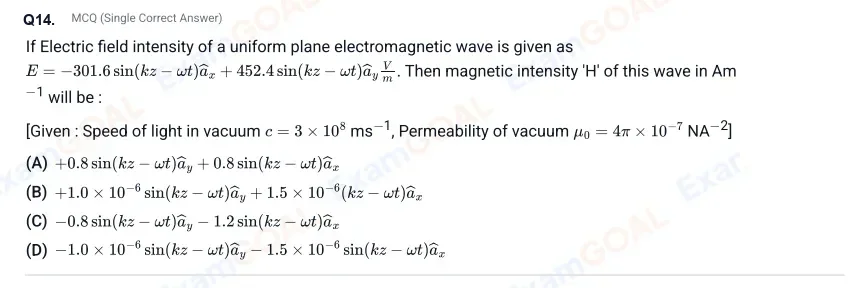 Q14. MCQ (Single Correct Answer)
If Electric field intensity of a uniform plane electromagnetic wave is given as
E = −301.6 sin(kz − ωt)â_x + 452.4 sin(kz − ωt)â_y V/m. Then magnetic intensity 'H' of this wave in Am
⁻¹ will be :
[Given : Speed of light in vacuum c = 3 × 10⁸ ms⁻¹, Permeability of vacuum μ₀ = 4π × 10⁻⁷ NA⁻²]
(A) +0.8 sin(kz − ωt)â_y + 0.8 sin(kz − ωt)â_x
(B) +1.0 × 10⁻⁶ sin(kz − ωt)â_y + 1.5 × 10⁻⁶(kz − ωt)â_x
(C) −0.8 sin(kz − ωt)â_y − 1.2 sin(kz − ωt)â_x
(D) −1.0 × 10⁻⁶ sin(kz − ωt)â_y − 1.5 × 10⁻⁶ sin(kz − ωt)â_x